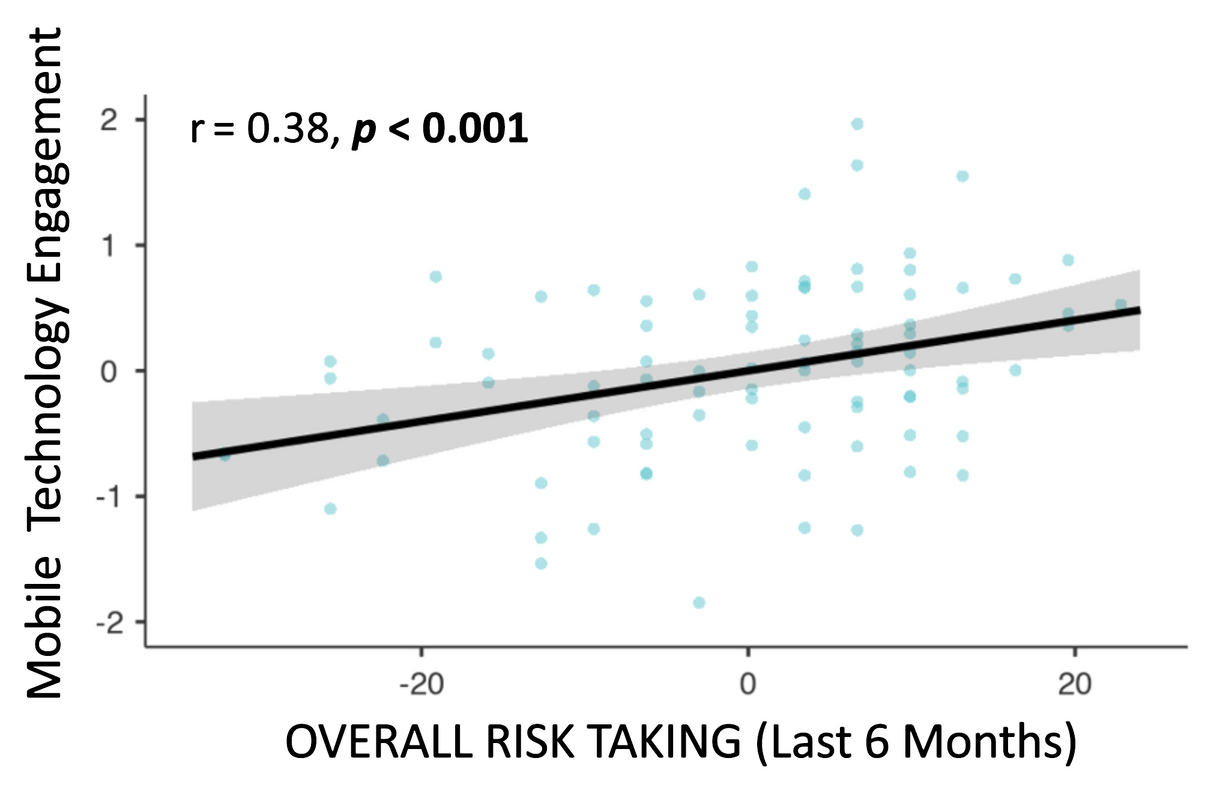 Mobile Technology Engagement
r = 0.38, p < 0.001
2
1
0
-1
-2
-20 0 20
OVERALL RISK TAKING (Last 6 Months)